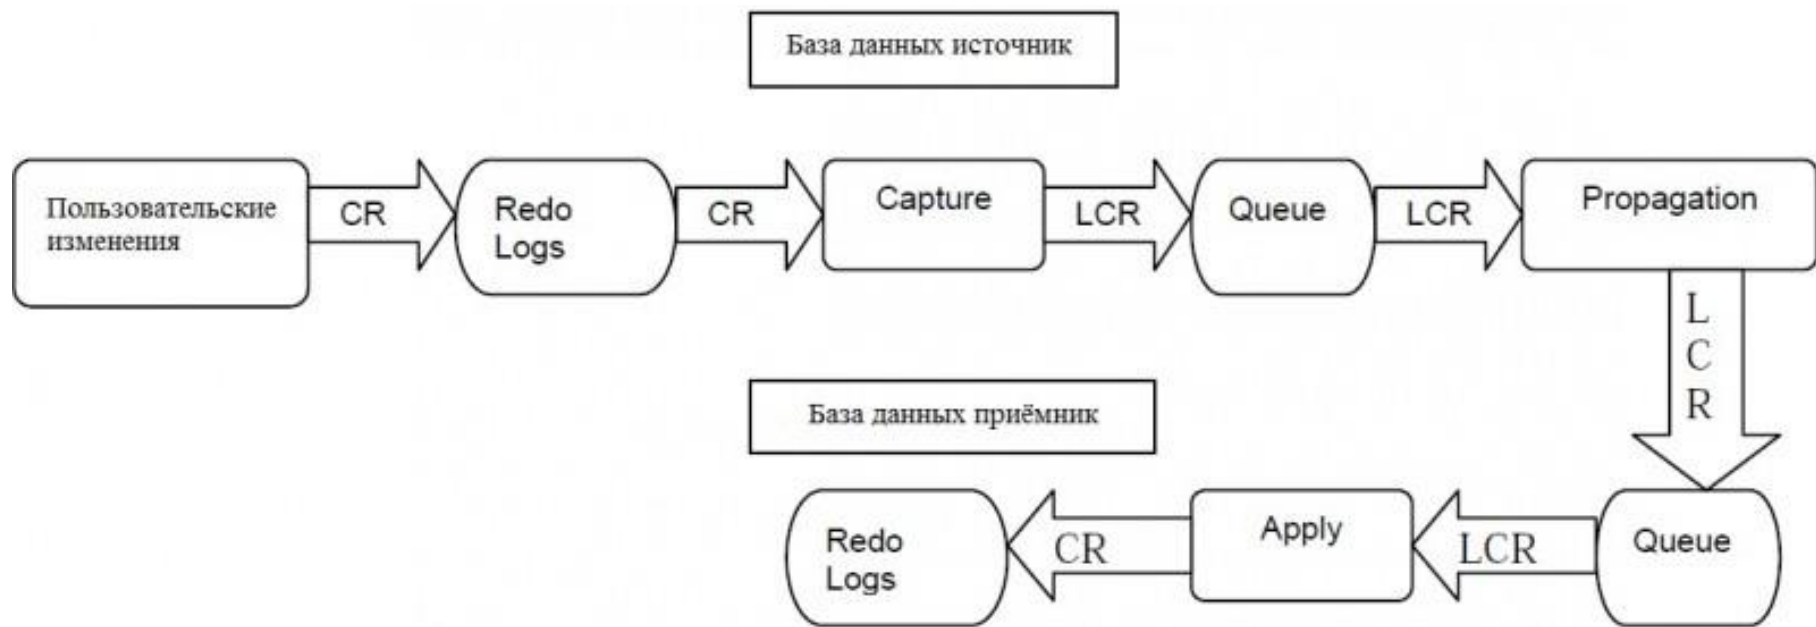 База данных источник
Пользовательские
изменения
CR
Redo
Logs
CR
Capture
LCR
Queue
LCR
Propagation
L
C
R
База данных приёмник
Redo
Logs
CR
Apply
LCR
Queue